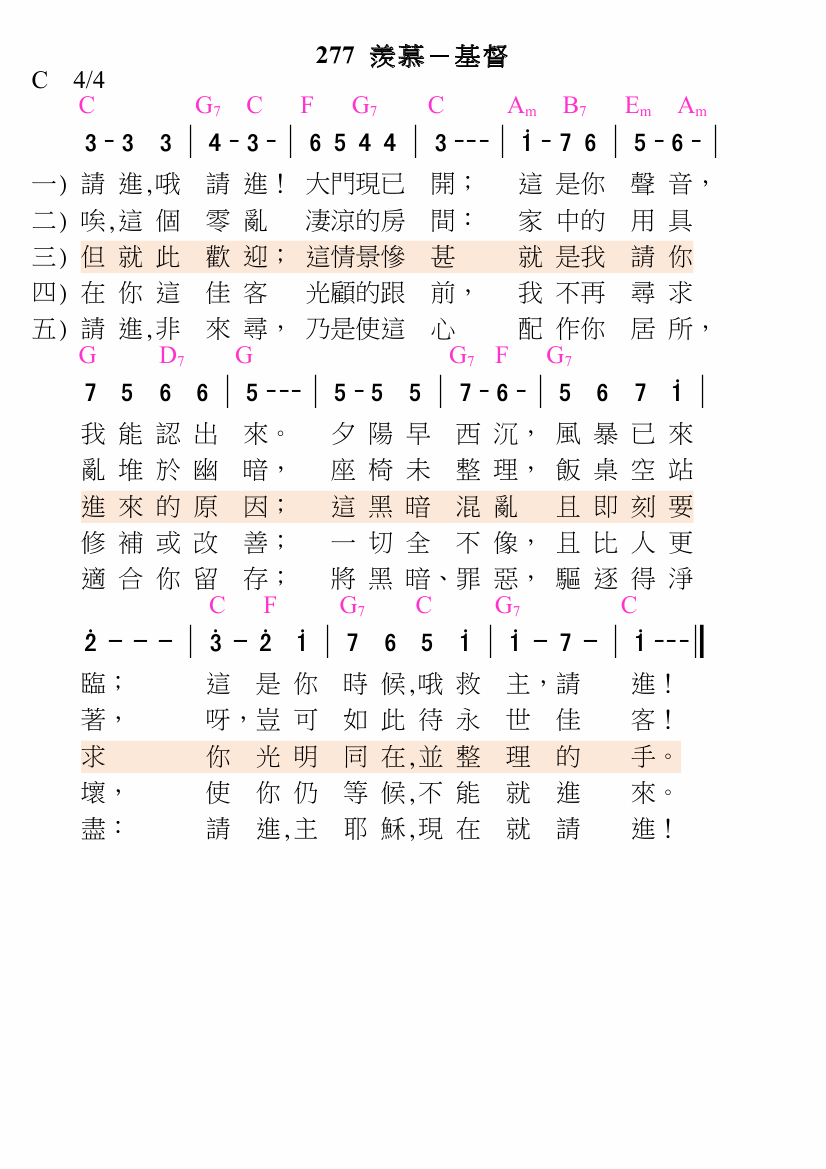 277 羨慕－基督
C 4/4
C G7 C F G7 C Am B7 Em Am
3 - 3 3 | 4 - 3 - | 6 5 4 4 | 3 - - - | i̇ - 7 6 | 5 - 6 - |
一) 請進,哦 請進！大門現已 開； 這是你 聲音，
二) 唉,這個 零亂 淒涼的房 間： 家中的 用具
三) 但就此 歡迎；這情景慘 甚 就是我 請你
四) 在你這 佳客 光顧的跟 前， 我不再 尋求
五) 請進,非 來尋，乃是使這 心 配作你 居所，
G D7 G G7 F G7
7 5 6 6 | 5 - - - | 5 - 5 5 | 7 - 6 - | 5 6 7 1̇ |
我能認出 來。 夕陽早 西沉，風暴已來
亂堆於幽 暗， 座椅未 整理，飯桌空站
進來的原 因； 這黑暗 混亂 且即刻要
修補或改 善； 一切全 不像，且比人更
適合你留 存； 將黑暗、罪惡，驅逐得淨
C F G7 C G7 C
2̇ - - - | 3̇ - 2̇ 1̇ | 7 6 5 1̇ | 1̇ - 7 - | 1̇ - - - ‖
臨； 這是你 時候,哦救 主，請 進！
著， 呀，豈可 如此待永 世佳 客！
求 你光明 同在,並整 理的 手。
壞， 使你仍 等候,不能 就進 來。
盡： 請進,主 耶穌,現在 就請 進！